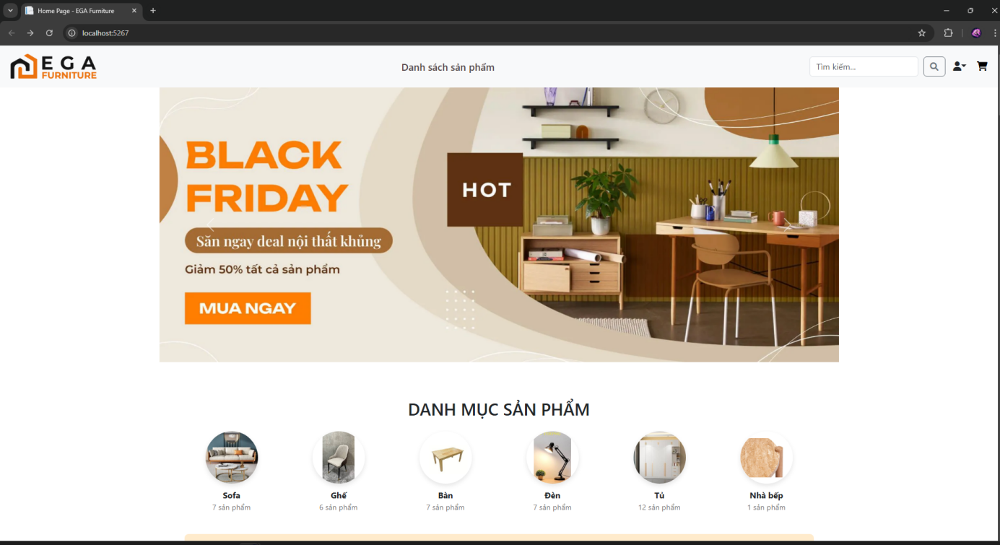 Home Page - EGA Furniture
localhost:5267
EGA
FURNITURE
Danh sách sản phẩm
Tìm kiếm...
BLACK
FRIDAY
Săn ngay deal nội thất khủng
Giảm 50% tất cả sản phẩm
MUA NGAY
HOT
DANH MỤC SẢN PHẨM
Sofa
7 sản phẩm
Ghế
6 sản phẩm
Bàn
7 sản phẩm
Đèn
7 sản phẩm
Tủ
12 sản phẩm
Nhà bếp
1 sản phẩm